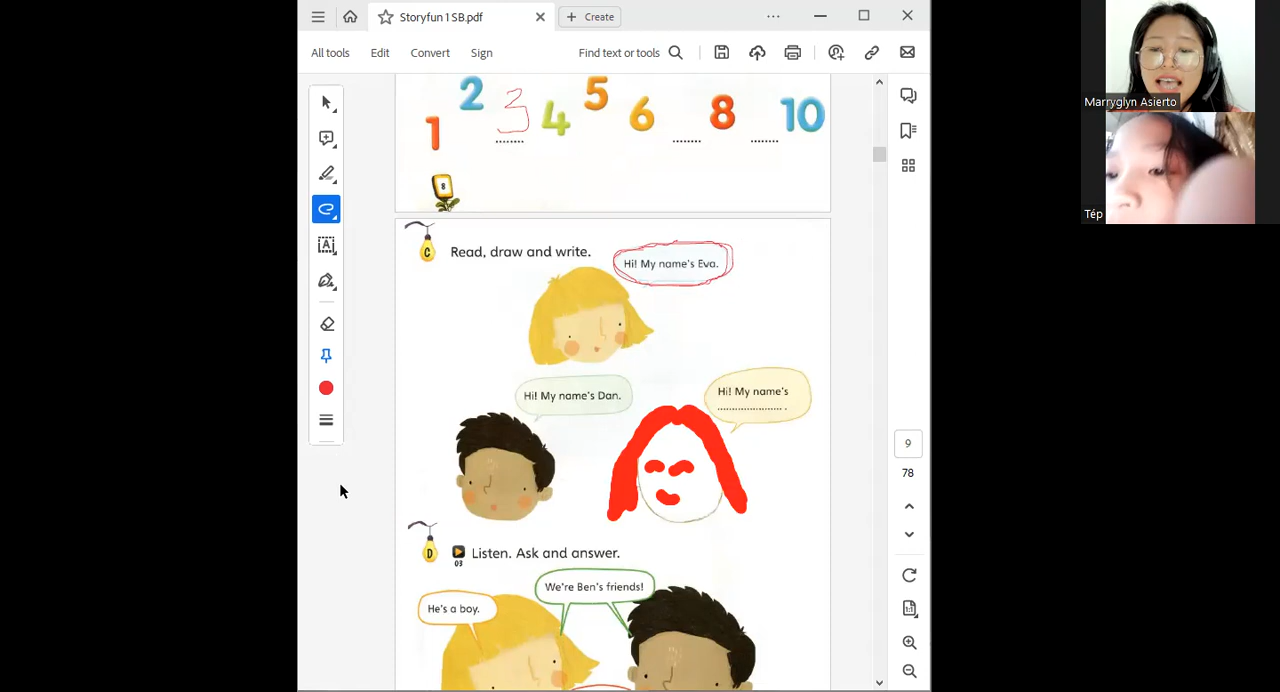 Storyfun 1 SB.pdf
Create
All tools
Edit
Convert
Sign
Find text or tools
1 2 3 4 5 6 ........ 8 ........ 10
8
C Read, draw and write.
Hi! My name's Eva.
Hi! My name's Dan.
Hi! My name's
....................... .
D 03 Listen. Ask and answer.
We're Ben's friends!
He's a boy.
9
78
1:1
Marryglyn Asierto
Tép